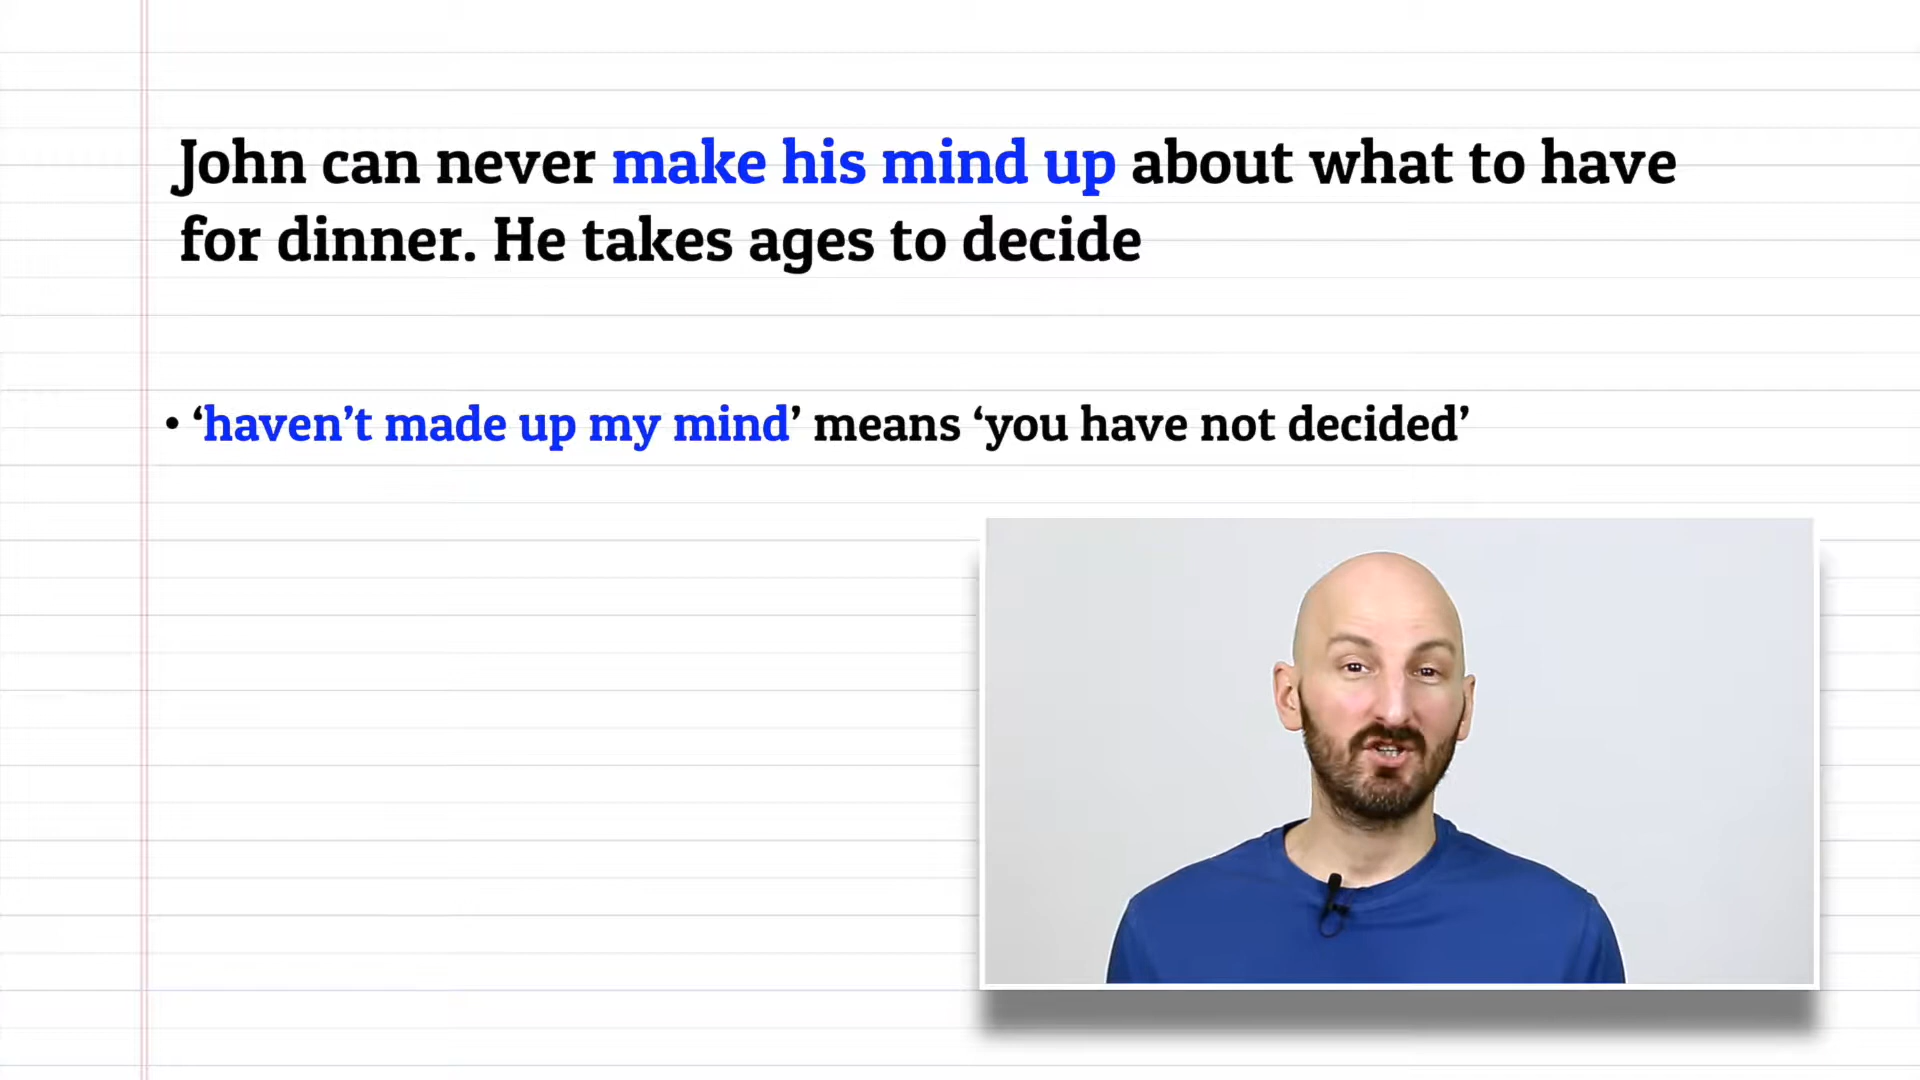 John can never make his mind up about what to have
for dinner. He takes ages to decide
• ‘haven’t made up my mind’ means ‘you have not decided’